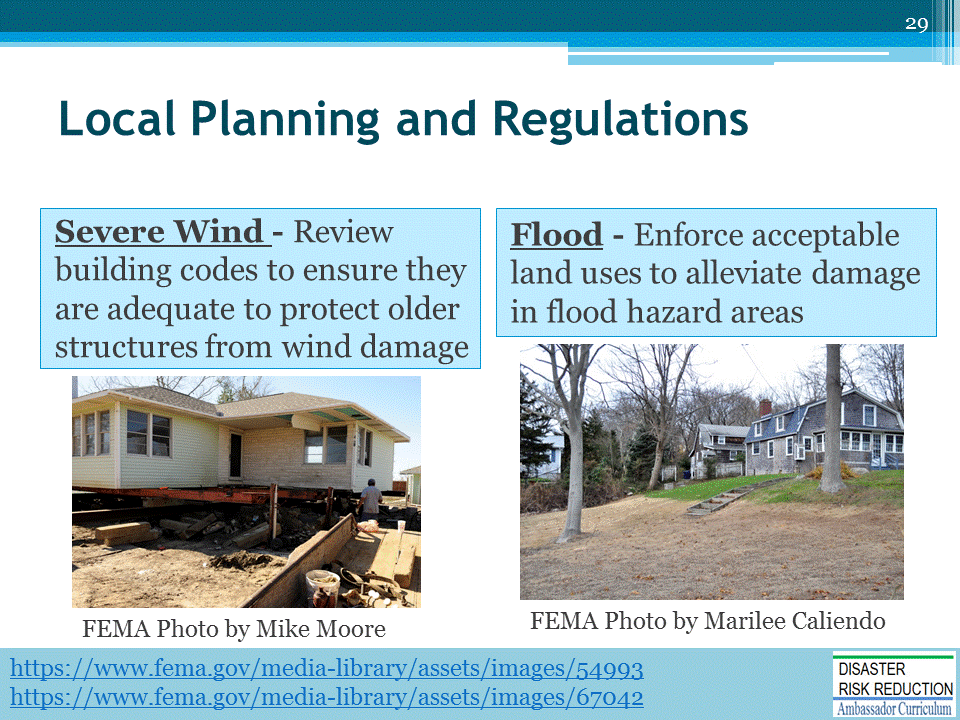 29
Local Planning and Regulations
Severe Wind - Review
building codes to ensure they
are adequate to protect older
structures from wind damage
Flood - Enforce acceptable
land uses to alleviate damage
in flood hazard areas
FEMA Photo by Mike Moore
FEMA Photo by Marilee Caliendo
https://www.fema.gov/media-library/assets/images/54993
https://www.fema.gov/media-library/assets/images/67042
DISASTER
RISK REDUCTION
Ambassador Curriculum